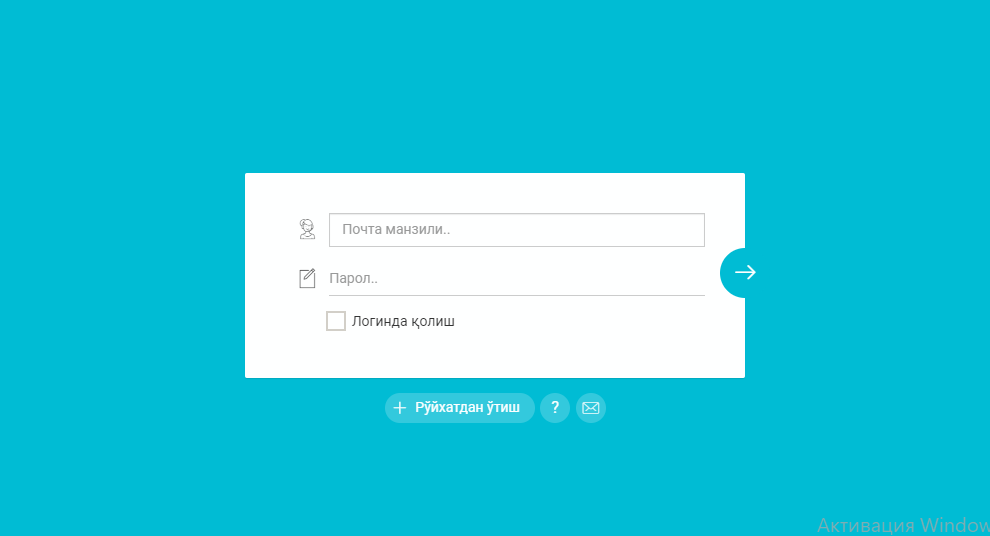 Почта манзили..
Парол..
Логинда қолиш
Рўйхатдан ўтиш
?
Активация Window